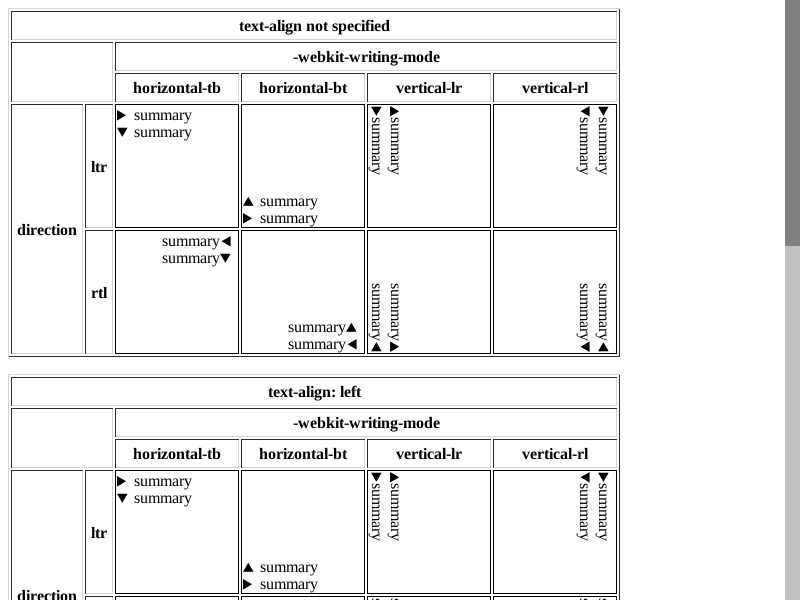 text-align not specified
-webkit-writing-mode
horizontal-tb horizontal-bt vertical-lr vertical-rl
direction
ltr
▶ summary
▼ summary
▲ summary
▶ summary
▼ summary
▶ summary
◀ summary
▼ summary
rtl
summary◀
summary▼
summary▲
summary◀
summary▲
summary▶
summary◀
summary▲
text-align: left
-webkit-writing-mode
horizontal-tb horizontal-bt vertical-lr vertical-rl
direction
ltr
▶ summary
▼ summary
▲ summary
▶ summary
▼ summary
▶ summary
◀ summary
▼ summary